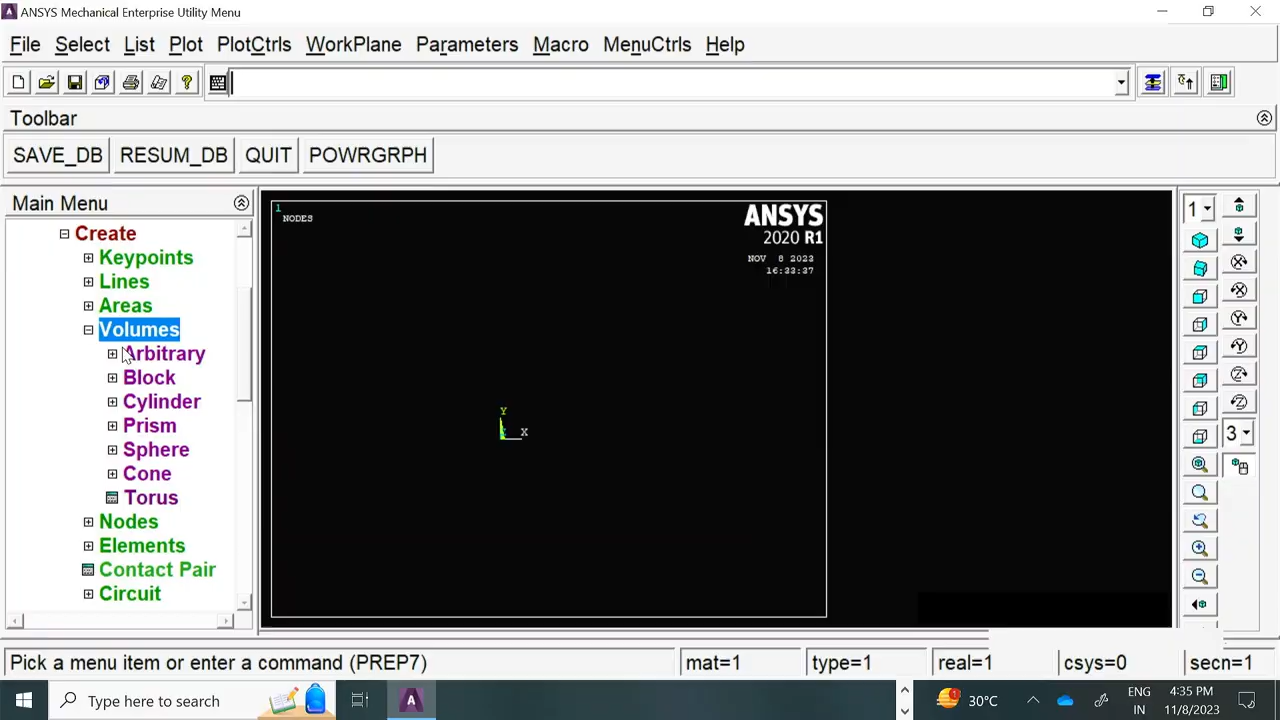 ANSYS Mechanical Enterprise Utility Menu
File Select List Plot PlotCtrls WorkPlane Parameters Macro MenuCtrls Help
Toolbar
SAVE_DB RESUM_DB QUIT POWRGRPH
Main Menu
Create
Keypoints
Lines
Areas
Volumes
Arbitrary
Block
Cylinder
Prism
Sphere
Cone
Torus
Nodes
Elements
Contact Pair
Circuit
1
NODES
ANSYS
2020 R1
NOV 8 2023
16:33:37
Y
X
1
3
Pick a menu item or enter a command (PREP7) mat=1 type=1 real=1 csys=0 secn=1
Type here to search
30°C
ENG
IN
4:35 PM
11/8/2023